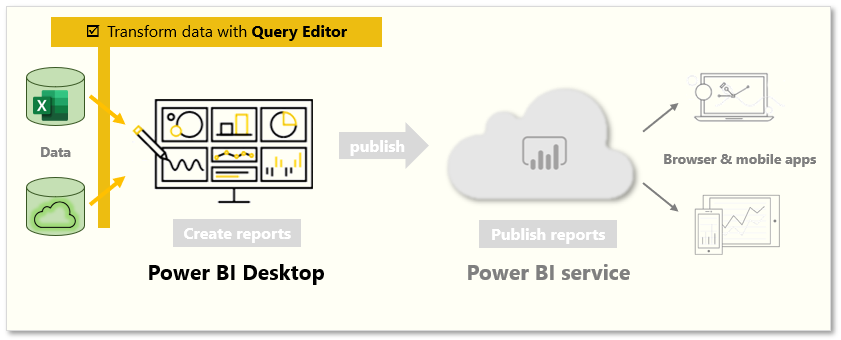 Transform data with Query Editor
X
Data
publish
Browser & mobile apps
Create reports
Publish reports
Power BI Desktop
Power BI service